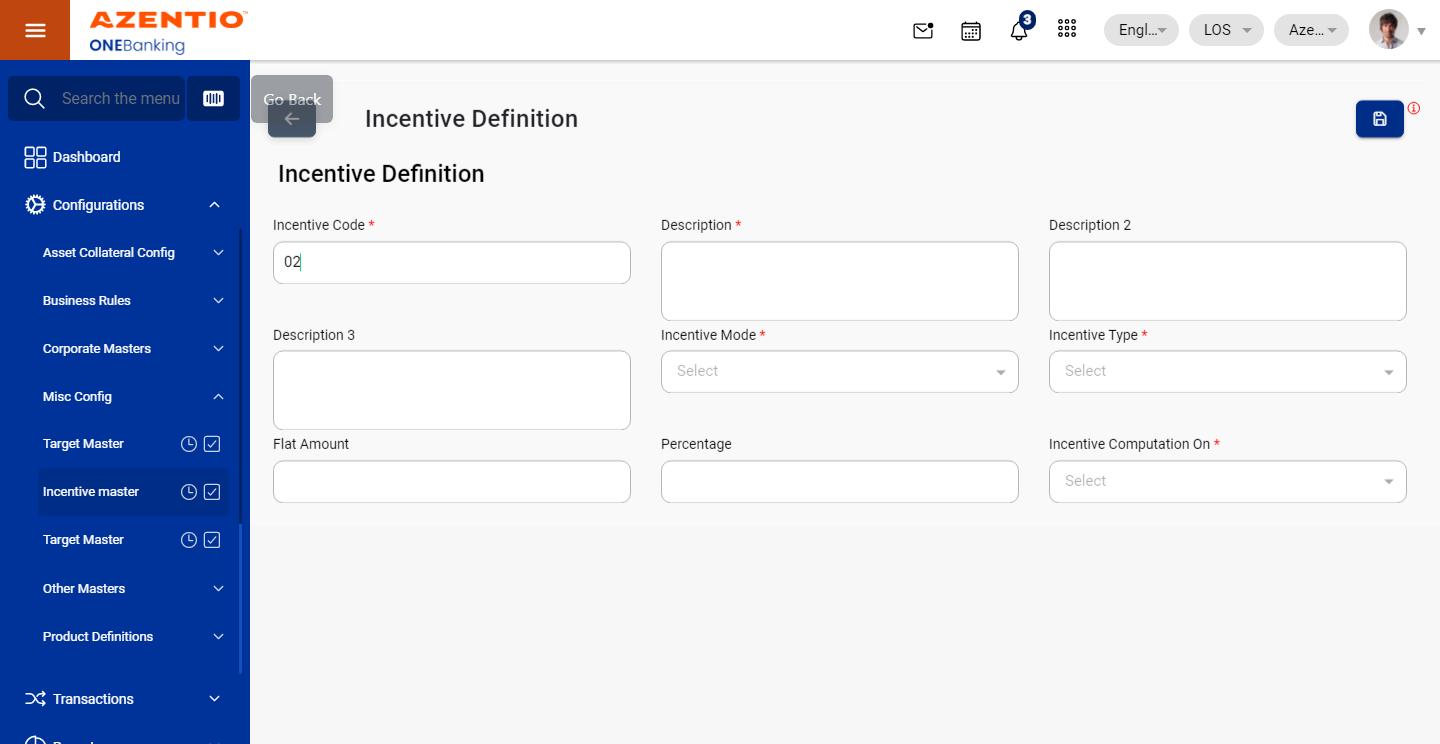 AZENTIO™
ONEBanking
3
Engl...
LOS
Aze...
Search the menu
Go Back
Incentive Definition
Dashboard
Configurations
Asset Collateral Config
Business Rules
Corporate Masters
Misc Config
Target Master
Incentive master
Target Master
Other Masters
Product Definitions
Transactions
Incentive Definition
Incentive Code *
Description *
Description 2
02
Description 3
Incentive Mode *
Incentive Type *
Select
Select
Flat Amount
Percentage
Incentive Computation On *
Select